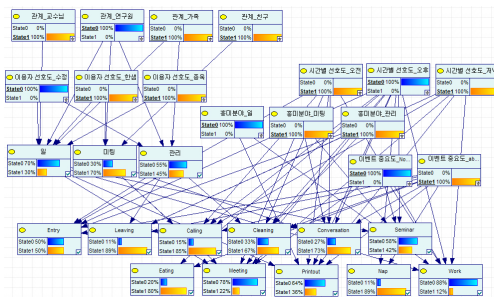 관계_교수님
State0 0%
State1 100%
관계_연구원
State0 100%
State1 0%
관계_가족
State0 0%
State1 100%
관계_친구
State0 0%
State1 100%
이용자 선호도_수정
State0 100%
State1 0%
이용자 선호도_한샘
State0 0%
State1 100%
이용자 선호도_종욱
State0 0%
State1 100%
시간별 선호도_오전
State0 0%
State1 100%
시간별 선호도_오후
State0 100%
State1 0%
시간별 선호도_개
State0 0%
State1 100%
흥미분야_일
State0 100%
State1 0%
흥미분야_미팅
State0 0%
State1 100%
흥미분야_관리
State0 0%
State1 100%
일
State0 70%
State1 30%
미팅
State0 30%
State1 70%
관리
State0 55%
State1 45%
이벤트 중요도_No..
State0 100%
State1 0%
이벤트 중요도_ab..
State0 0%
State1 100%
Entry
State0 50%
State1 50%
Leaving
State0 11%
State1 89%
Calling
State0 15%
State1 85%
Cleaning
State0 33%
State1 67%
Conversation
State0 27%
State1 73%
Seminar
State0 58%
State1 42%
Eating
State0 20%
State1 80%
Meeting
State0 78%
State1 22%
Printout
State0 64%
State1 36%
Nap
State0 11%
State1 89%
Work
State0 88%
State1 12%